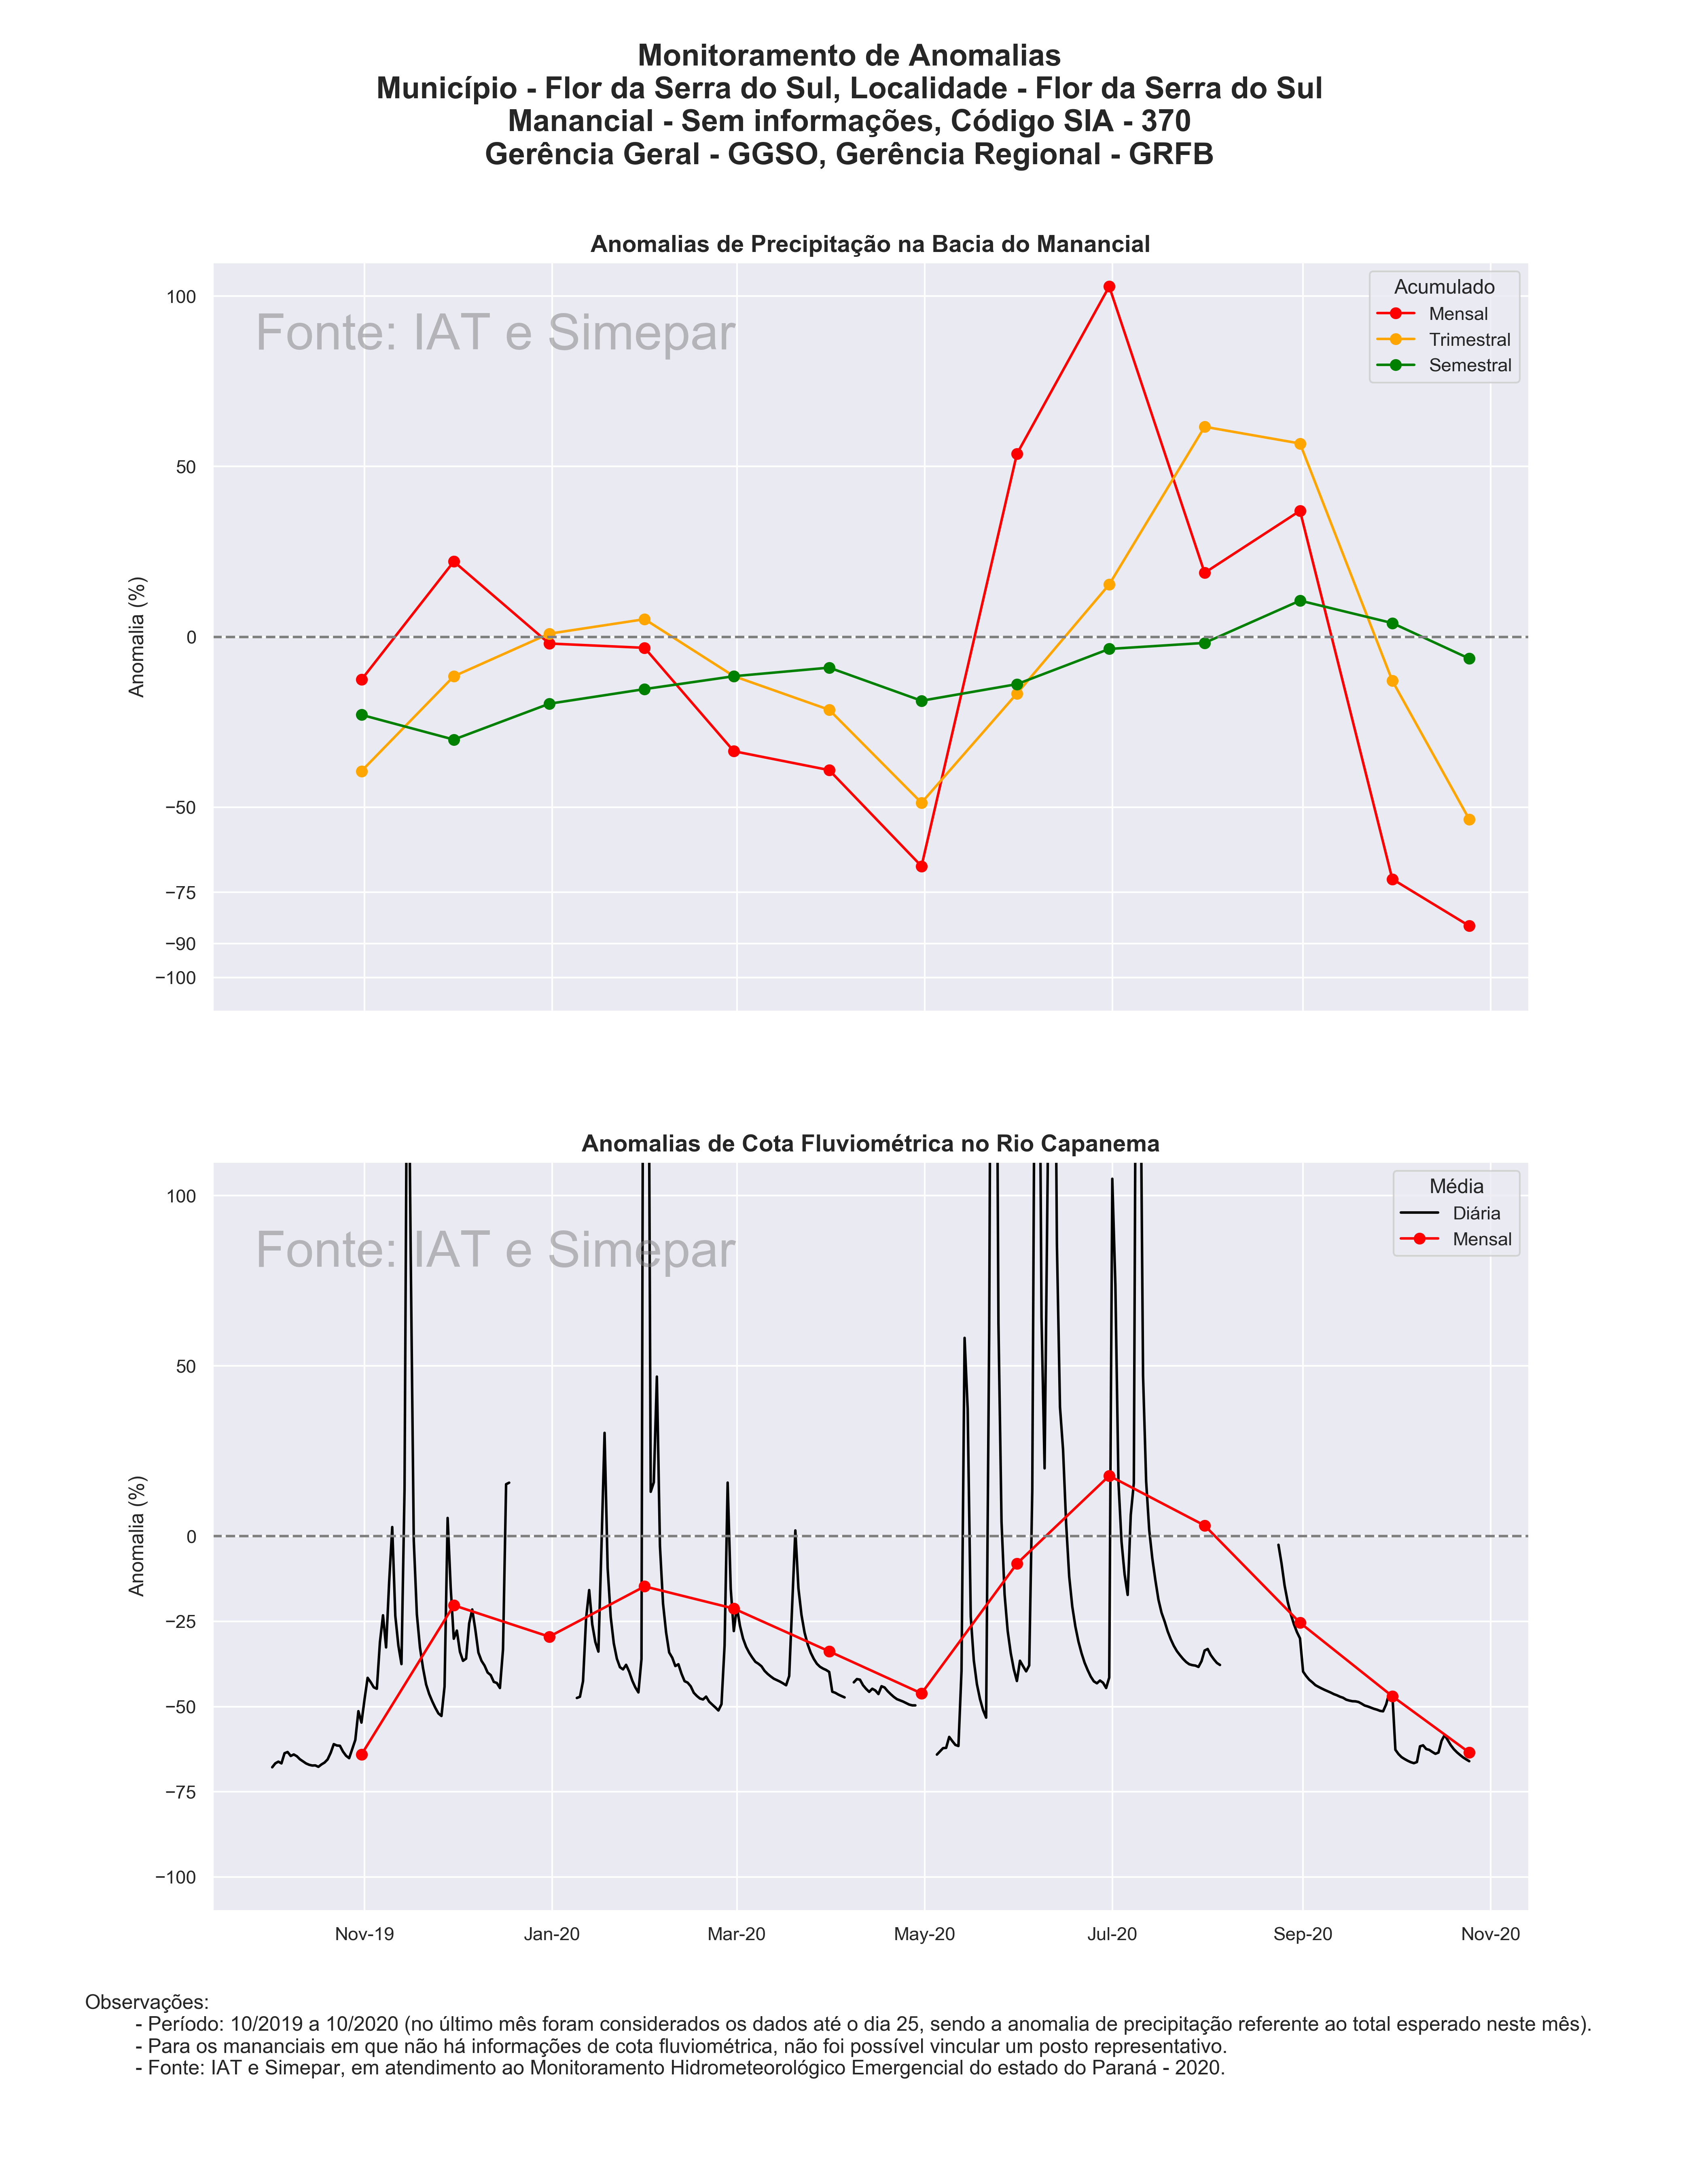 Monitoramento de Anomalias
Município - Flor da Serra do Sul, Localidade - Flor da Serra do Sul
Manancial - Sem informações, Código SIA - 370
Gerência Geral - GGSO, Gerência Regional - GRFB
Anomalias de Precipitação na Bacia do Manancial
Fonte: IAT e Simepar
Acumulado
Mensal
Trimestral
Semestral
Anomalia (%)
100
50
0
−50
−75
−90
−100
Anomalias de Cota Fluviométrica no Rio Capanema
Fonte: IAT e Simepar
Média
Diária
Mensal
Anomalia (%)
100
50
0
−25
−50
−75
−100
Nov-19 Jan-20 Mar-20 May-20 Jul-20 Sep-20 Nov-20
Observações:
- Período: 10/2019 a 10/2020 (no último mês foram considerados os dados até o dia 25, sendo a anomalia de precipitação referente ao total esperado neste mês).
- Para os mananciais em que não há informações de cota fluviométrica, não foi possível vincular um posto representativo.
- Fonte: IAT e Simepar, em atendimento ao Monitoramento Hidrometeorológico Emergencial do estado do Paraná - 2020.